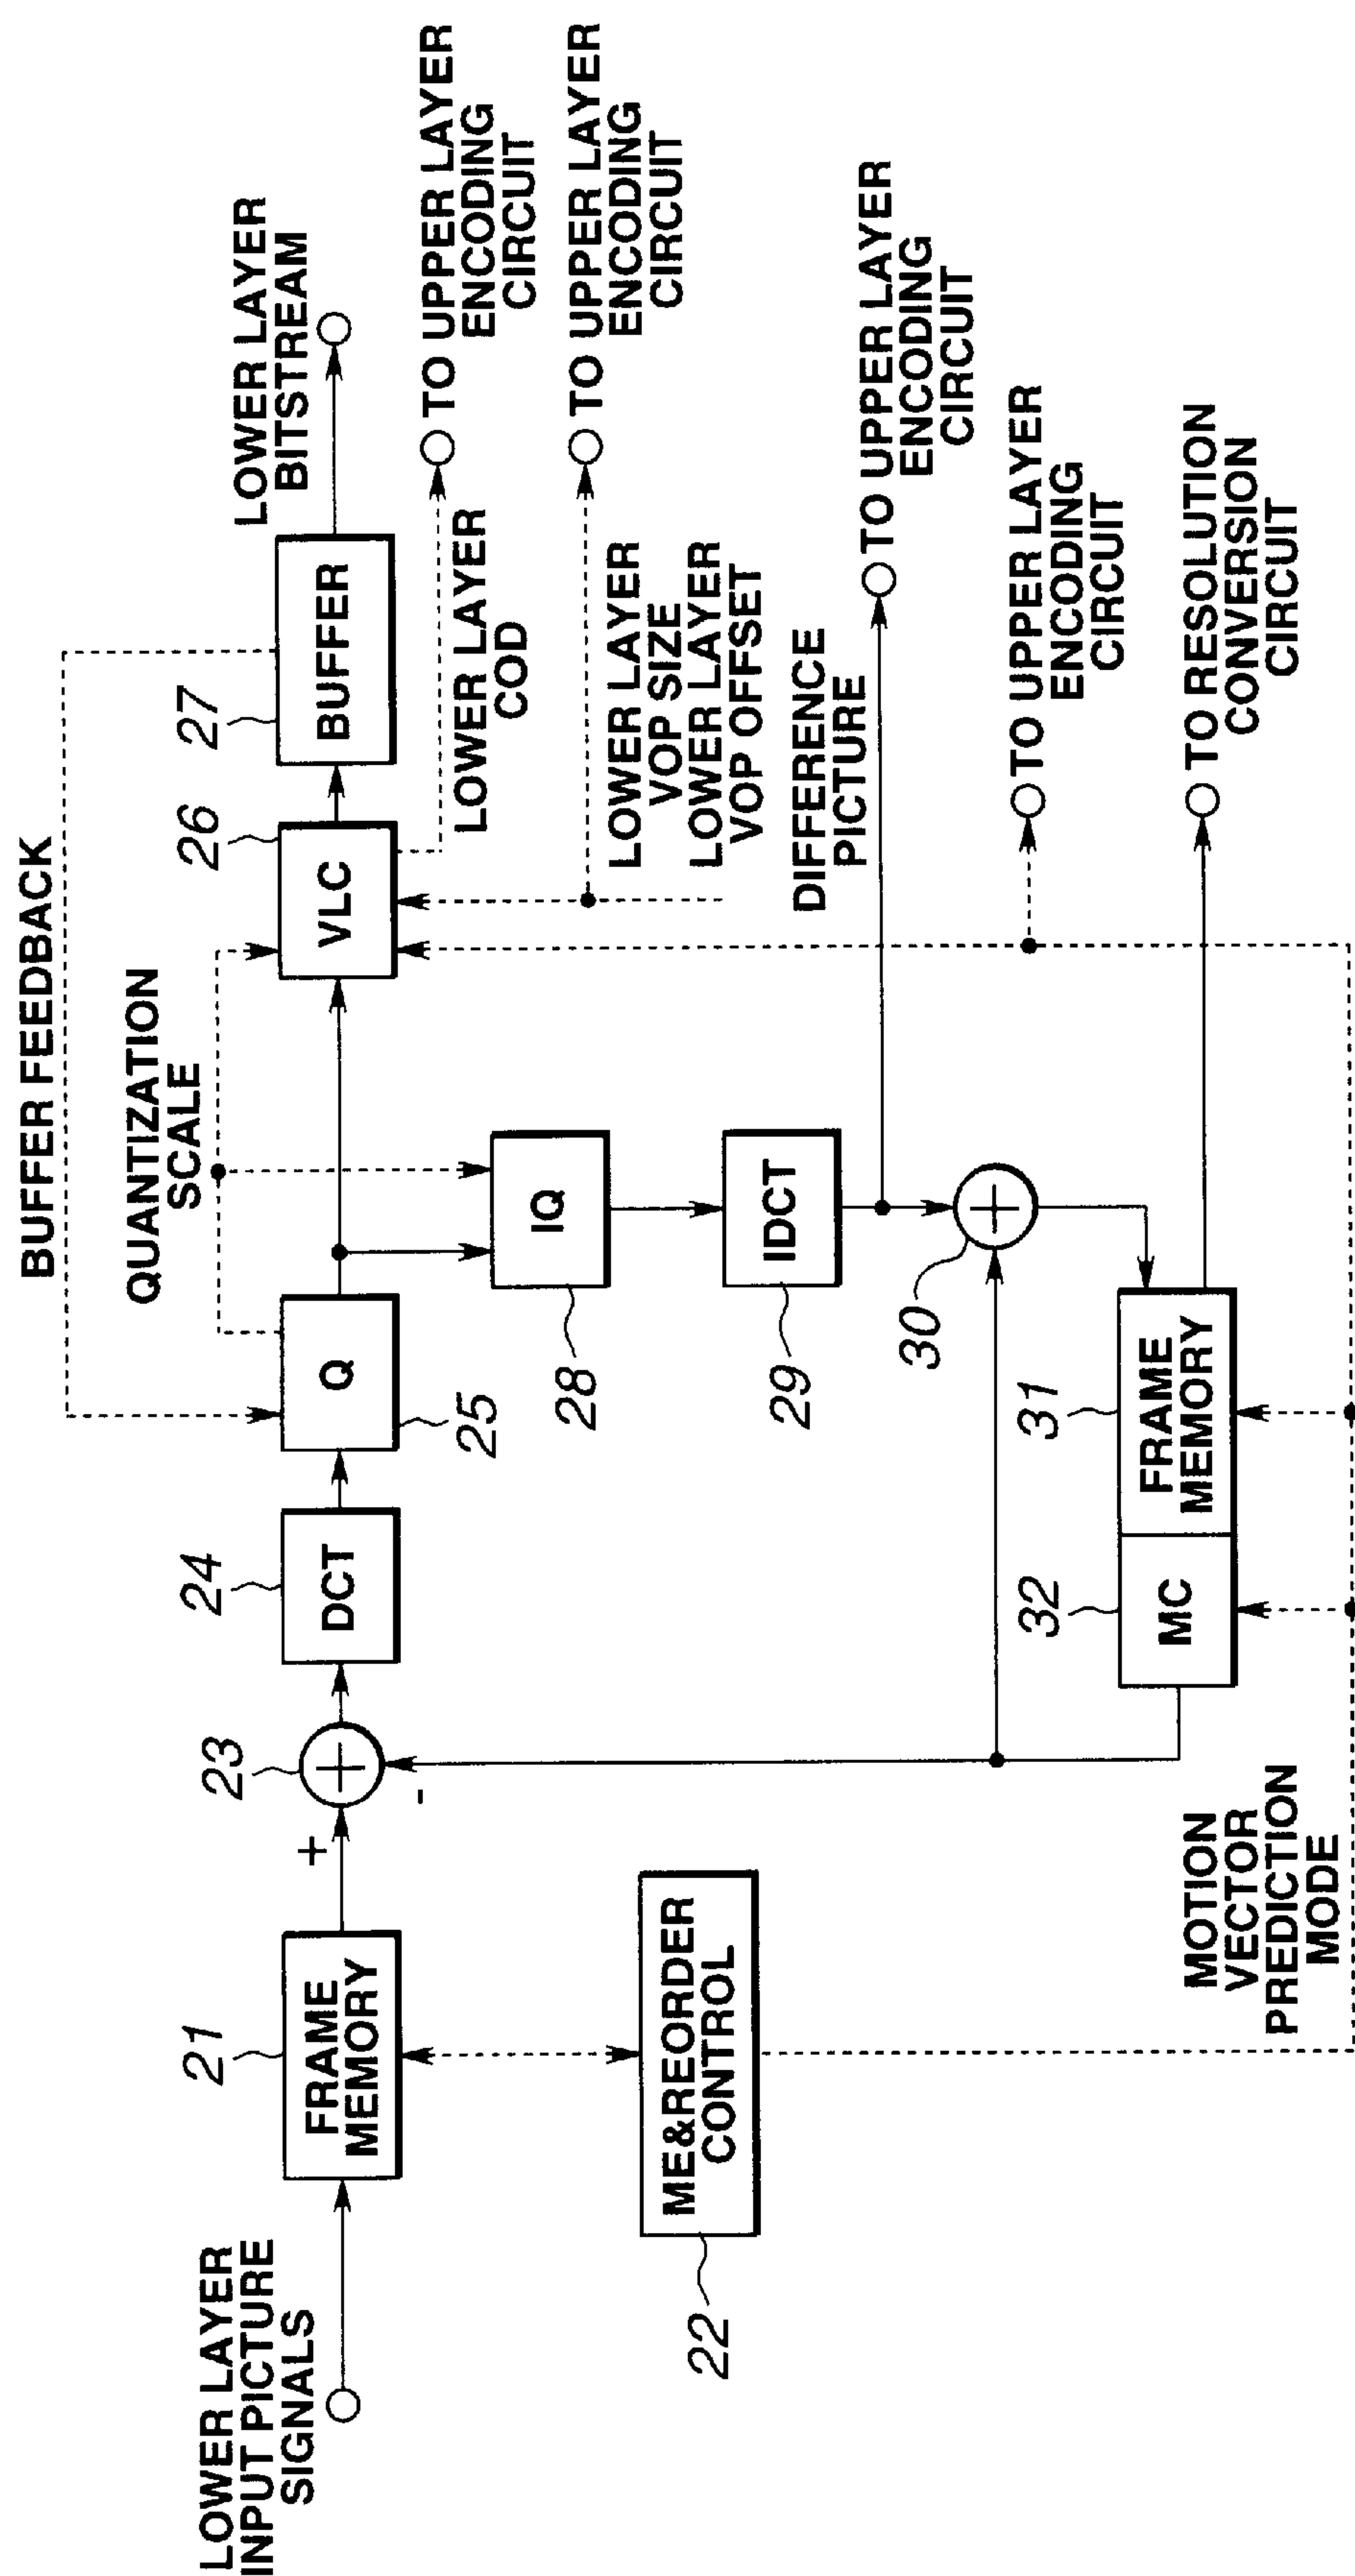 BUFFER FEEDBACK
QUANTIZATION
SCALE
LOWER LAYER
BITSTREAM
LOWER LAYER
INPUT PICTURE
SIGNALS
21
FRAME
MEMORY
+
-
23
24
DCT
Q
25
26
VLC
27
BUFFER
LOWER LAYER
COD
TO UPPER LAYER
ENCODING
CIRCUIT
TO UPPER LAYER
ENCODING
CIRCUIT
LOWER LAYER
VOP SIZE
LOWER LAYER
VOP OFFSET
IQ
28
IDCT
29
DIFFERENCE
PICTURE
TO UPPER LAYER
ENCODING
CIRCUIT
ME&REORDER
CONTROL
22
30
TO UPPER LAYER
ENCODING
CIRCUIT
32
MC
31
FRAME
MEMORY
TO RESOLUTION
CONVERSION
CIRCUIT
MOTION
VECTOR
PREDICTION
MODE